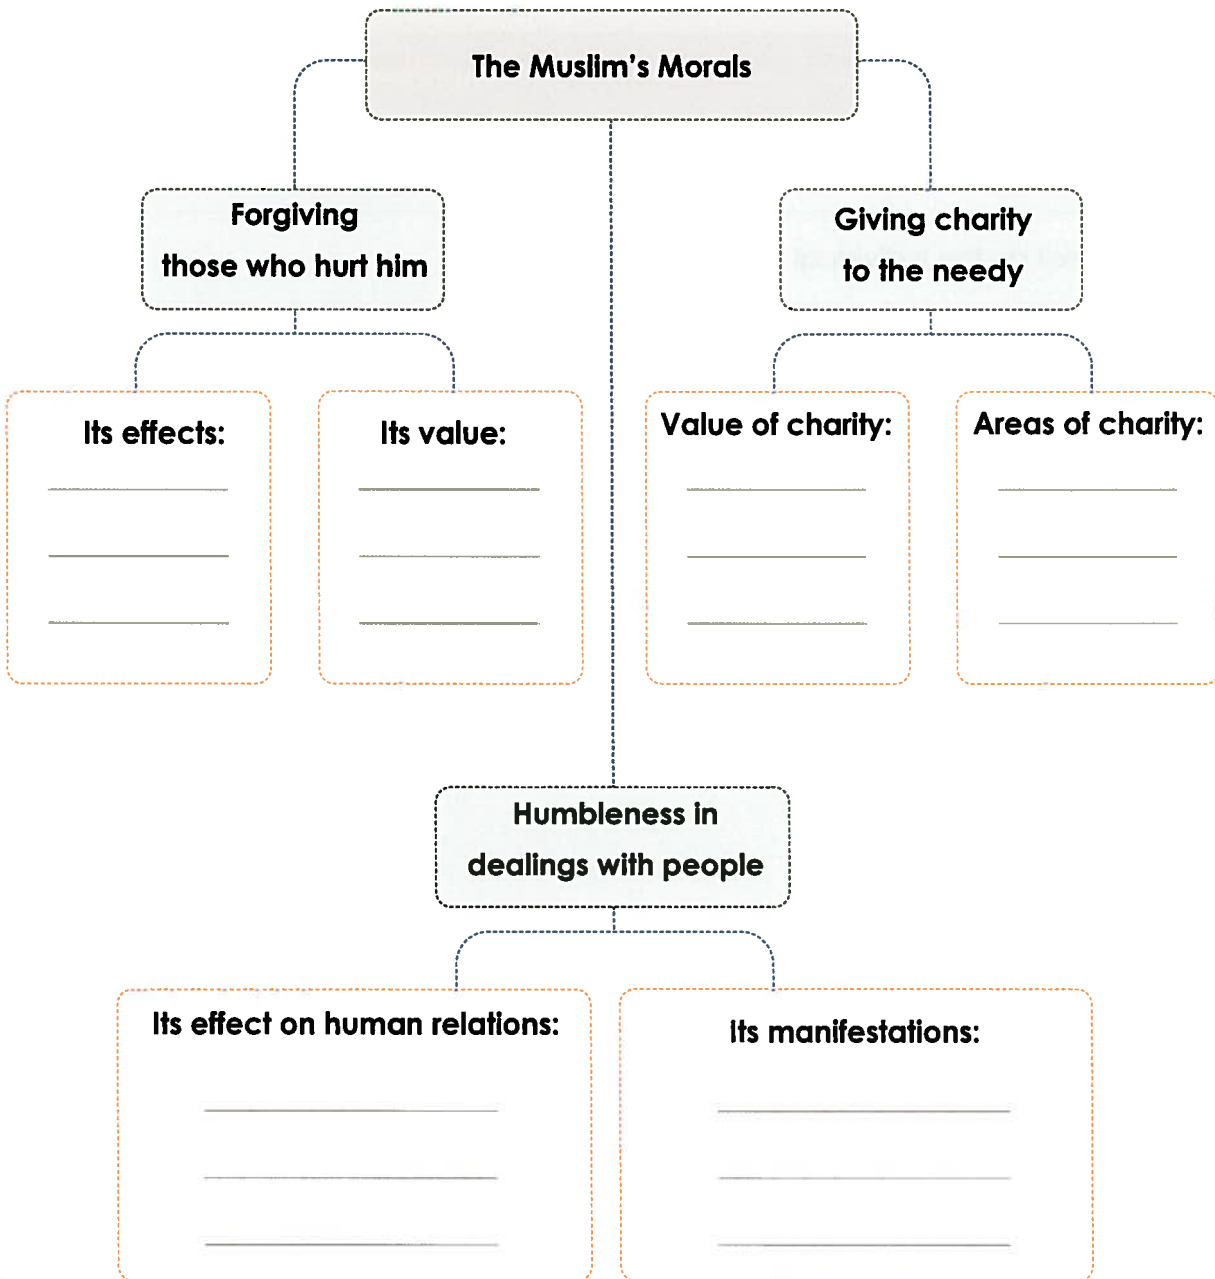 The Muslim's Morals
Forgiving
those who hurt him
Giving charity
to the needy
Its effects:
Its value:
Value of charity:
Areas of charity:
Humbleness in
dealings with people
Its effect on human relations:
Its manifestations: